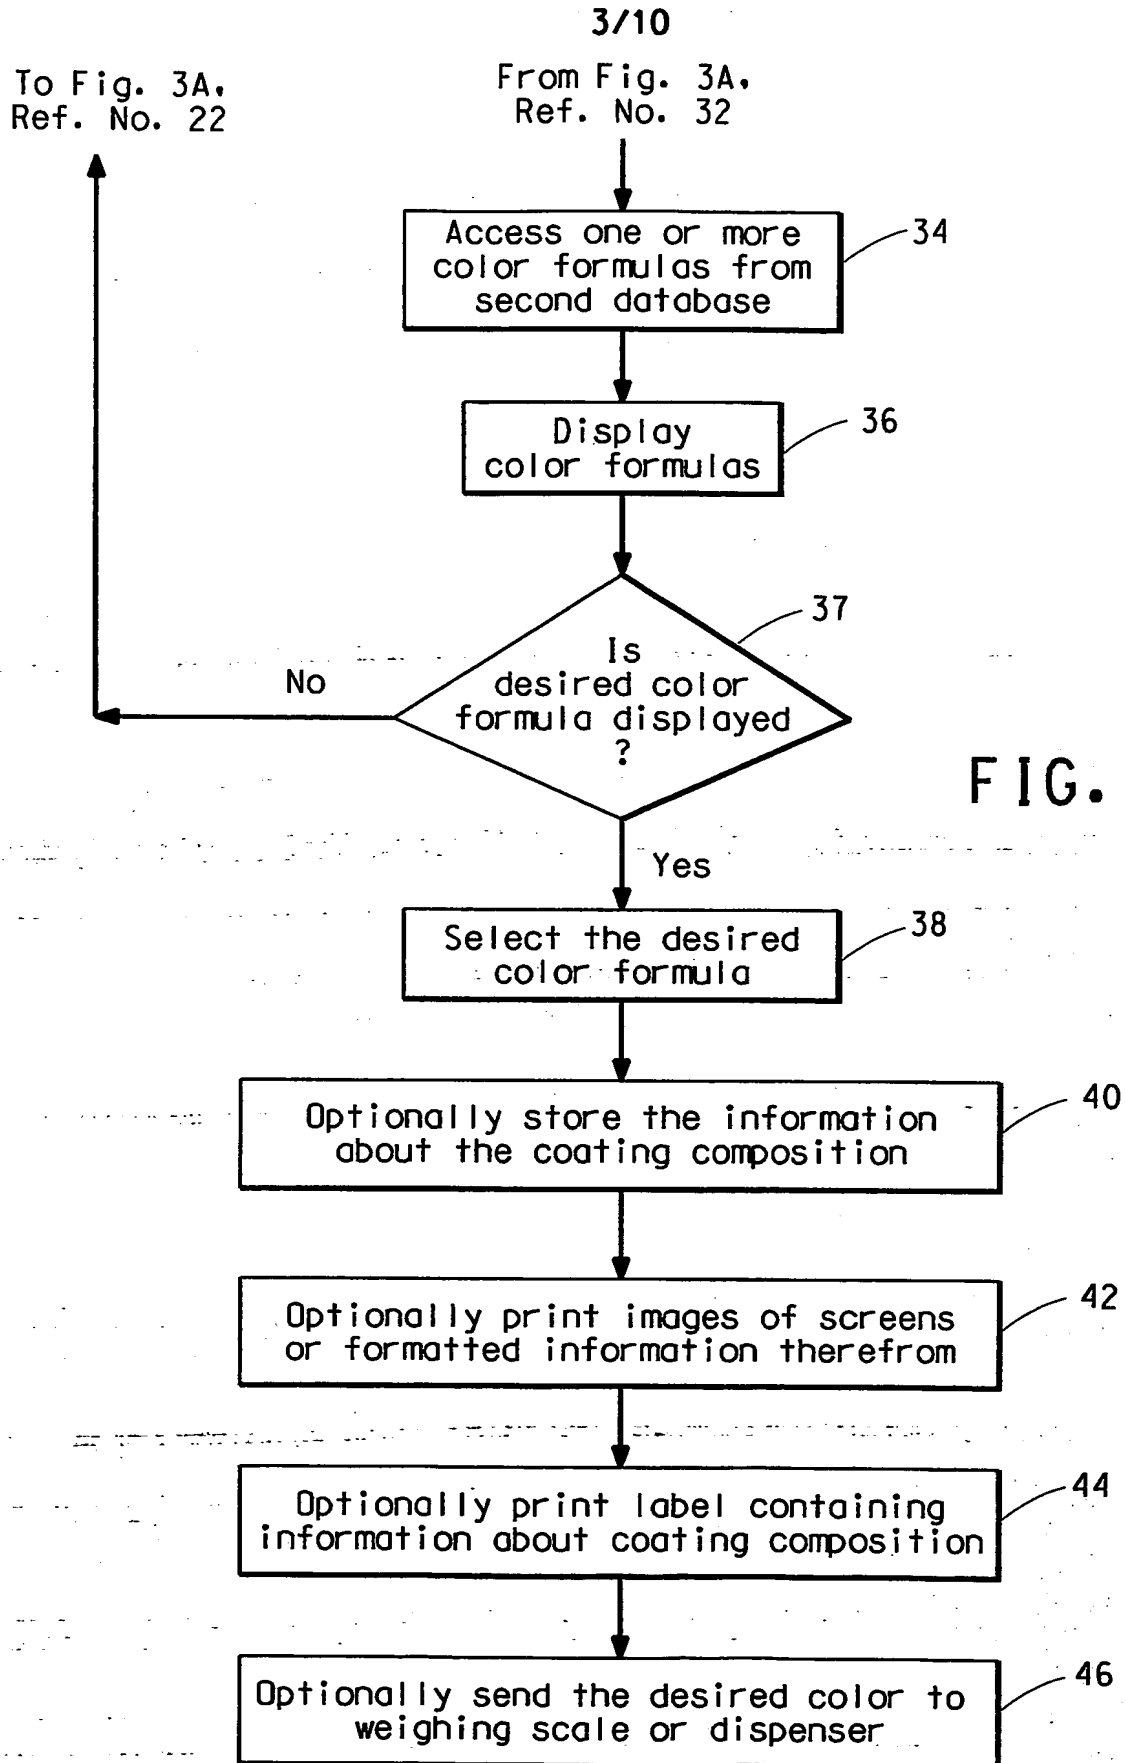 3/10
To Fig. 3A.
Ref. No. 22
From Fig. 3A.
Ref. No. 32
Access one or more
color formulas from
second database
34
Display
color formulas
36
37
Is
desired color
formula displayed
?
No
FIG.
Yes
Select the desired
color formula
38
Optionally store the information
about the coating composition
40
Optionally print images of screens
or formatted information therefrom
42
Optionally print label containing
information about coating composition
44
Optionally send the desired color to
weighing scale or dispenser
46